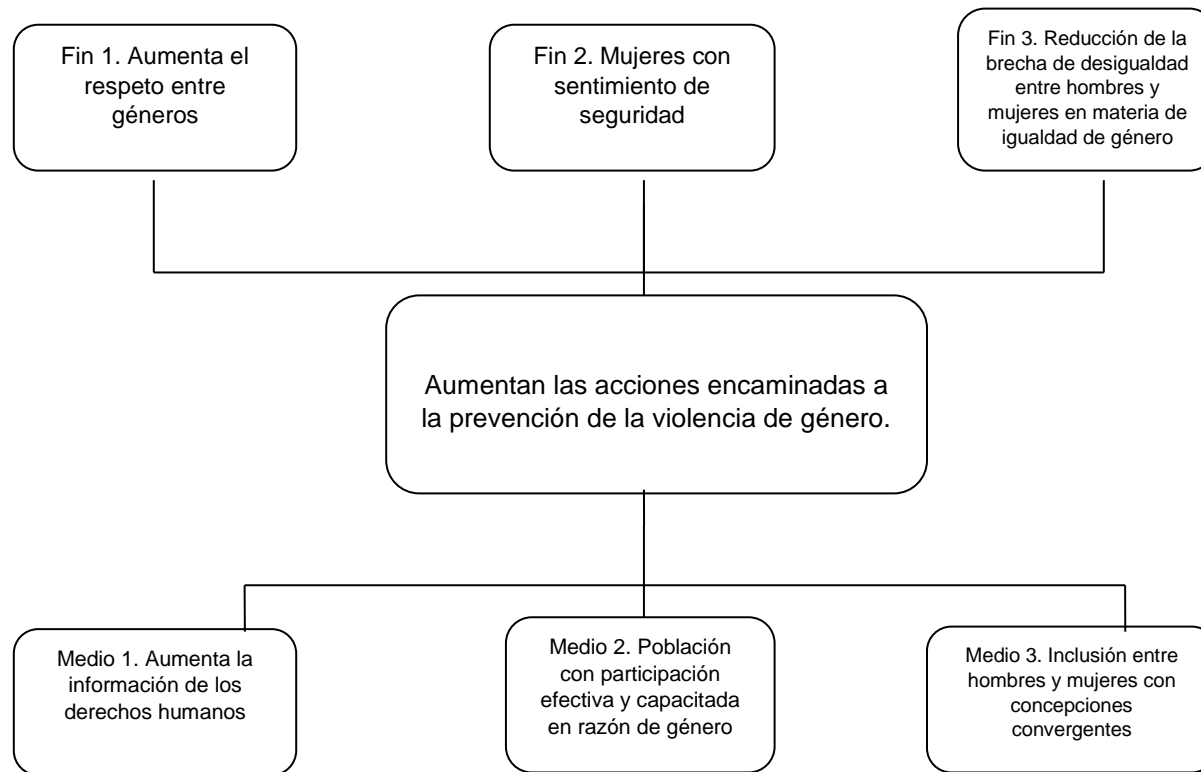 Fin 1. Aumenta el
respeto entre
géneros
Fin 2. Mujeres con
sentimiento de
seguridad
Fin 3. Reducción de la
brecha de desigualdad
entre hombres y
mujeres en materia de
igualdad de género
Aumentan las acciones encaminadas a
la prevención de la violencia de género.
Medio 1. Aumenta la
información de los
derechos humanos
Medio 2. Población
con participación
efectiva y capacitada
en razón de género
Medio 3. Inclusión entre
hombres y mujeres con
concepciones
convergentes